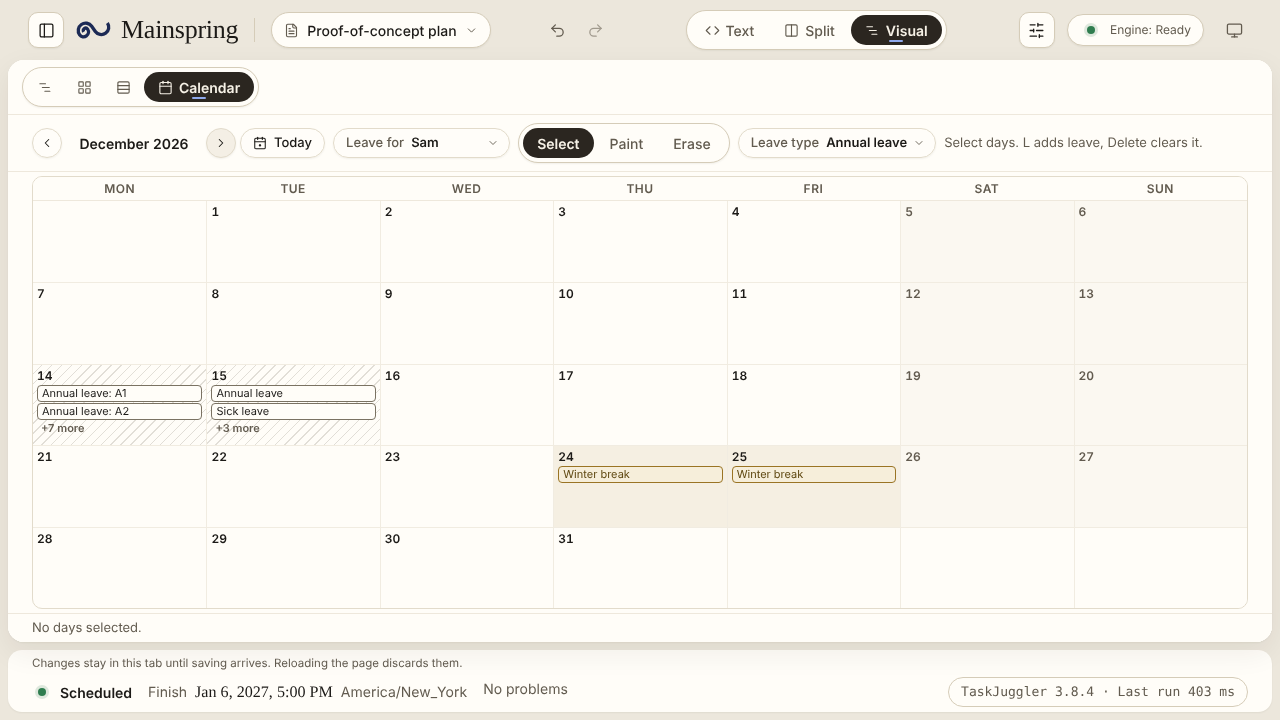 Mainspring
Proof-of-concept plan
Text
Split
Visual
Engine: Ready
Calendar
December 2026
Today
Leave for Sam
Select
Paint
Erase
Leave type Annual leave
Select days. L adds leave, Delete clears it.
MON TUE WED THU FRI SAT SUN
1 2 3 4 5 6
7 8 9 10 11 12 13
14 15 16 17 18 19 20
Annual leave: A1
Annual leave: A2
+7 more
Annual leave
Sick leave
+3 more
21 22 23 24 25 26 27
Winter break
Winter break
28 29 30 31
No days selected.
Changes stay in this tab until saving arrives. Reloading the page discards them.
Scheduled
Finish Jan 6, 2027, 5:00 PM America/New_York
No problems
TaskJuggler 3.8.4 · Last run 403 ms